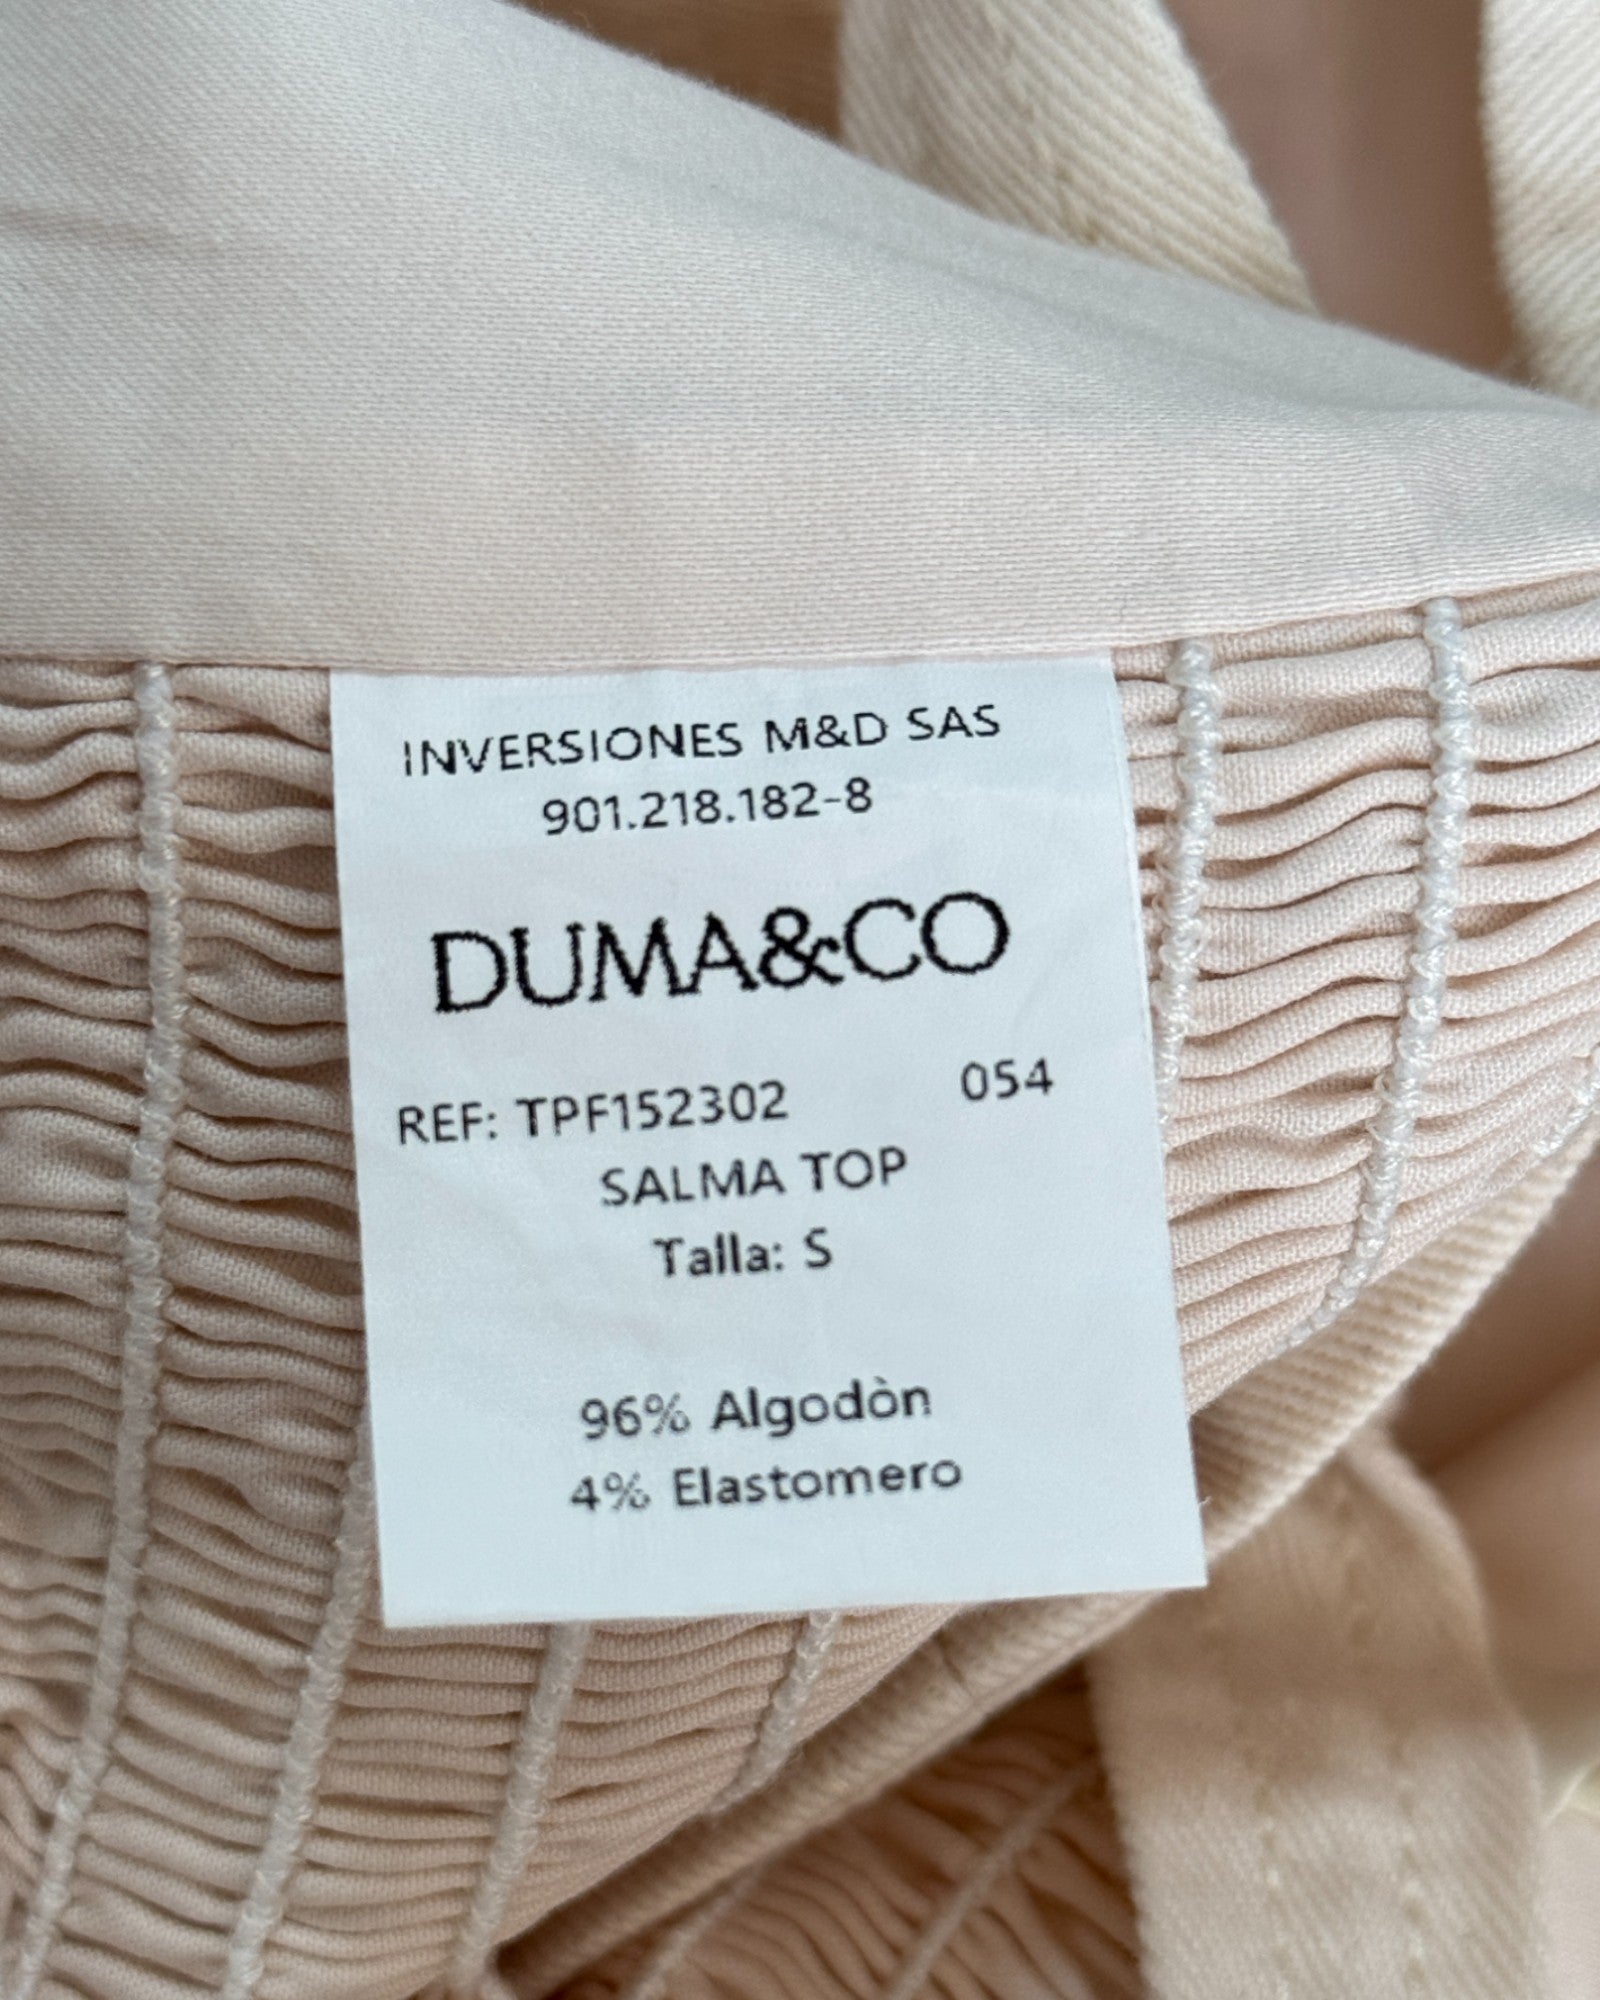 INVERSIONES M&D SAS
901.218.182-8
DUMA&CO
REF: TPF152302 054
SALMA TOP
Talla: S
96% Algodòn
4% Elastomero